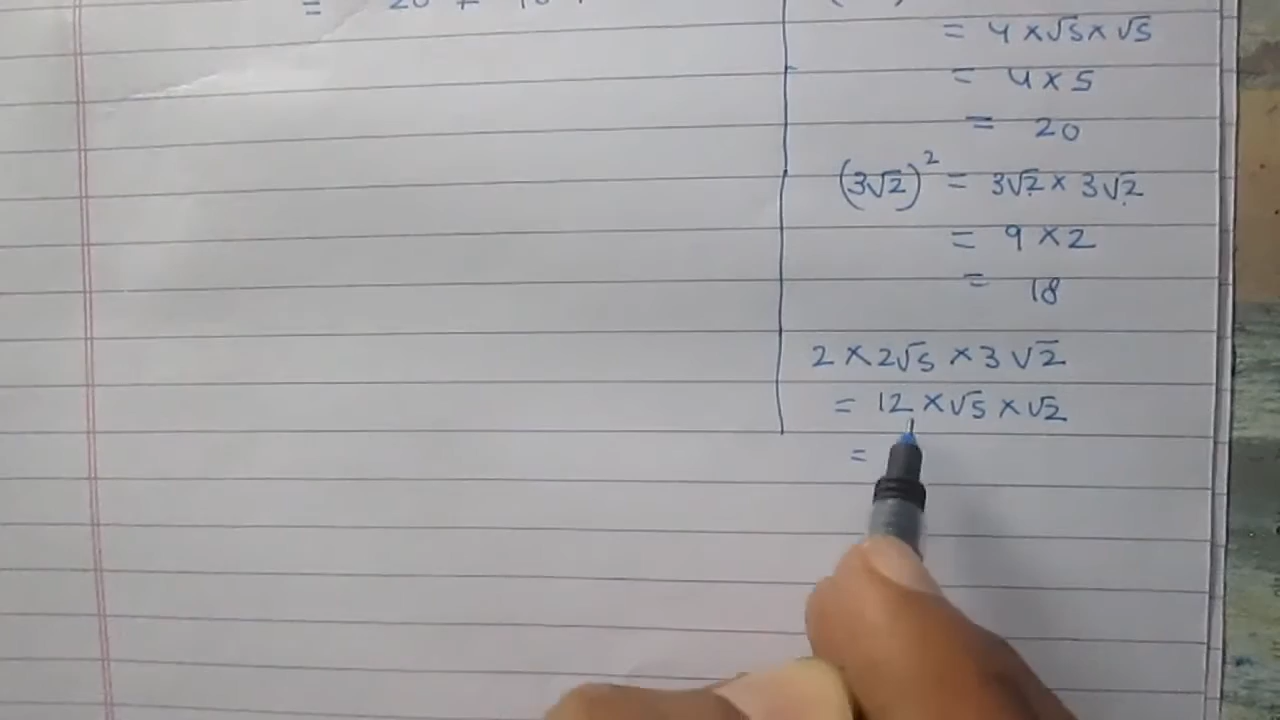 = 20 +
= 4 × √5 × √5
= 4 × 5
= 20
(3√2)² = 3√2 × 3√2
= 9 × 2
= 18
2 × 2√5 × 3√2
= 12 × √5 × √2
=